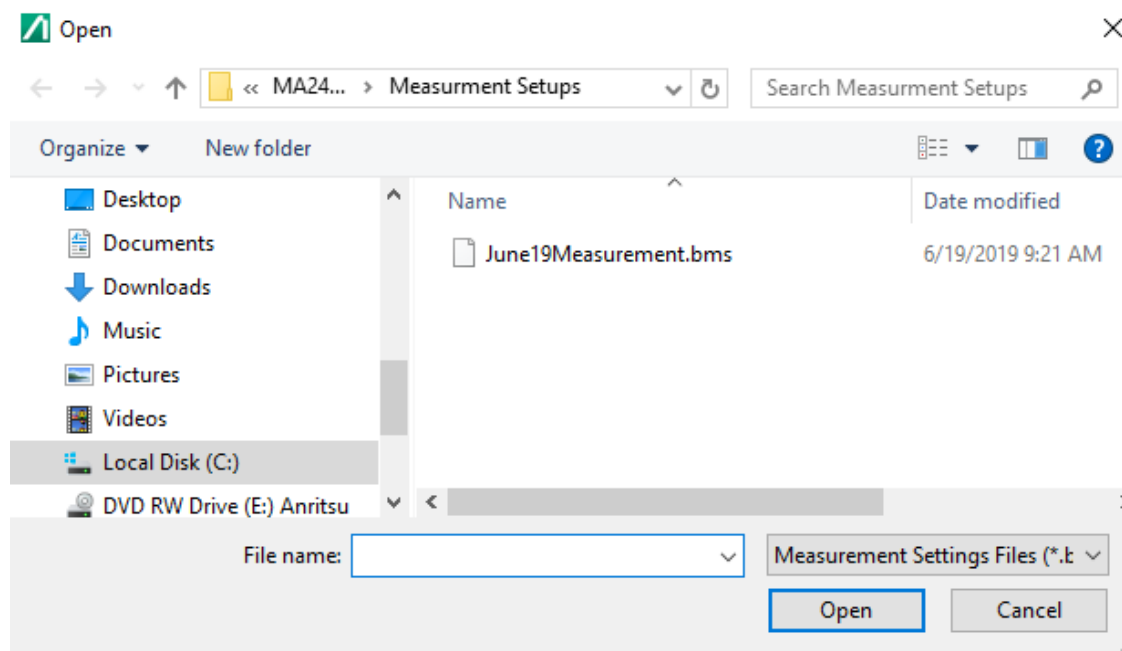 Open
« MA24... > Measurment Setups
Search Measurment Setups
Organize
New folder
Desktop
Documents
Downloads
Music
Pictures
Videos
Local Disk (C:)
DVD RW Drive (E:) Anritsu
Name
Date modified
June19Measurement.bms
6/19/2019 9:21 AM
File name:
Measurement Settings Files (*.b
Open
Cancel